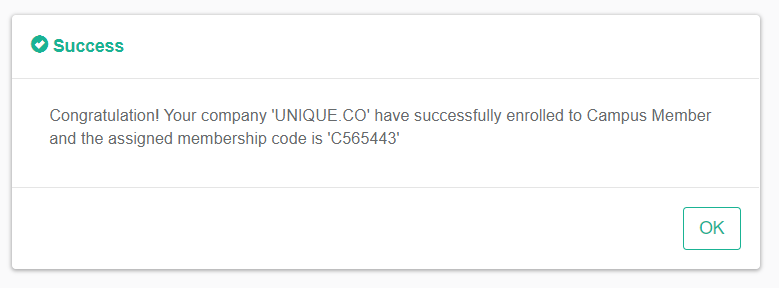 Success
Congratulation! Your company 'UNIQUE.CO' have successfully enrolled to Campus Member
and the assigned membership code is 'C565443'
OK